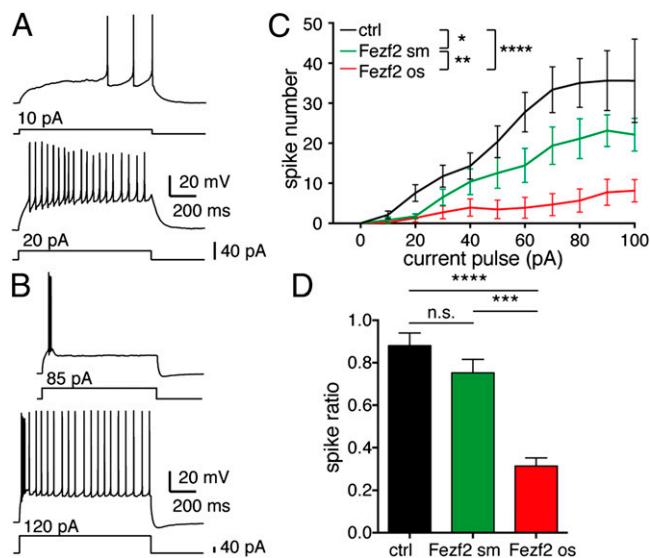 A
10 pA
20 mV
200 ms
20 pA
40 pA
B
85 pA
20 mV
200 ms
120 pA
40 pA
C
ctrl
Fezf2 sm
Fezf2 os
*
**
****
spike number
50
40
30
20
10
0
0 20 40 60 80 100
current pulse (pA)
D
****
***
n.s.
spike ratio
1.0
0.8
0.6
0.4
0.2
0.0
ctrl Fezf2 sm Fezf2 os